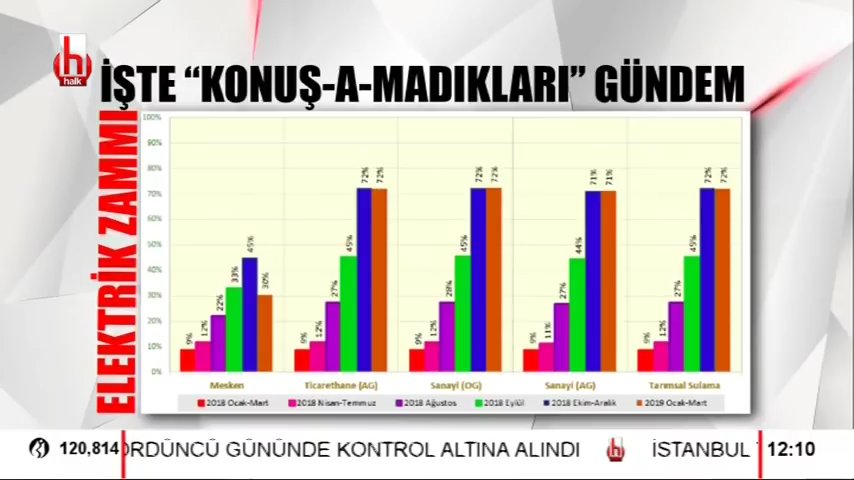 halk
İŞTE “KONUŞ-A-MADIKLARI” GÜNDEM
ELEKTRİK ZAMMI
100%
90%
80%
70%
60%
50%
40%
30%
20%
10%
0%
9% 12% 22% 33% 45% 30%
9% 12% 27% 45% 72% 72%
9% 12% 28% 45% 72% 72%
9% 11% 27% 44% 71% 71%
9% 12% 27% 45% 72% 72%
Mesken Ticarethane (AG) Sanayi (OG) Sanayi (AG) Tarımsal Sulama
2018 Ocak-Mart 2018 Nisan-Temmuz 2018 Ağustos 2018 Eylül 2018 Ekim-Aralık 2019 Ocak-Mart
120,814 ÖRDÜNCÜ GÜNÜNDE KONTROL ALTINA ALINDI h İSTANBUL 12:10